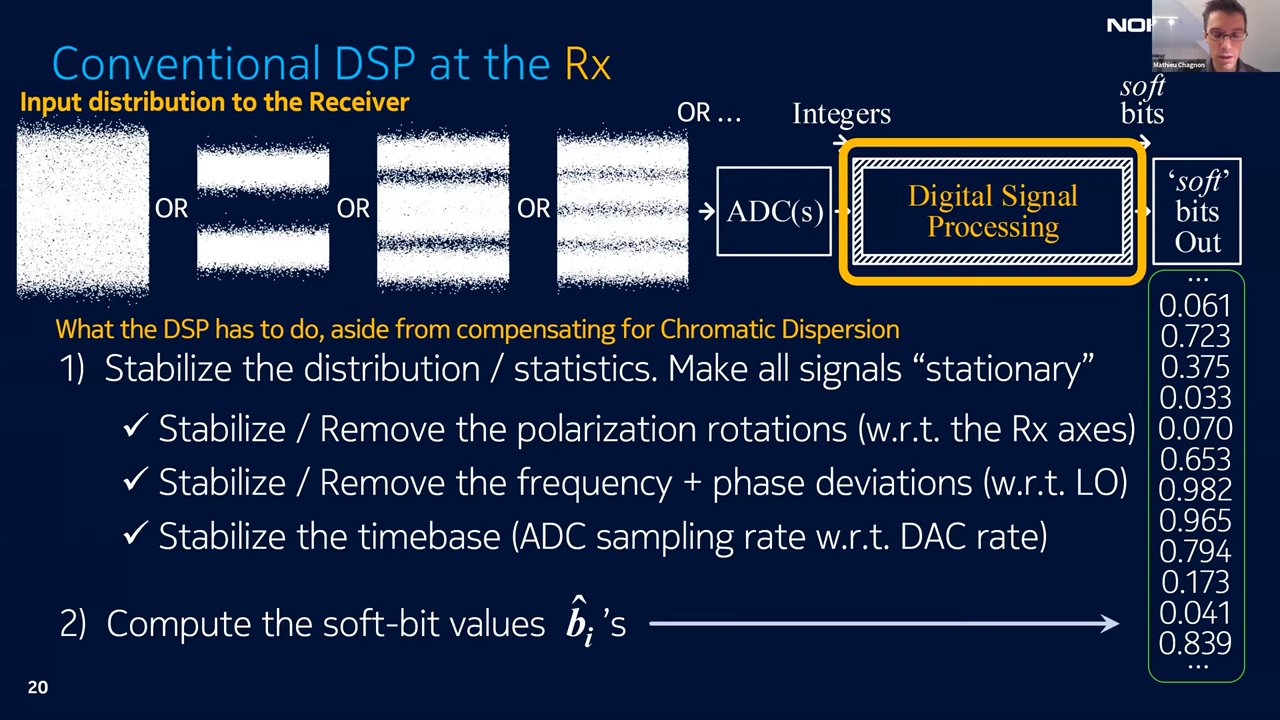 Conventional DSP at the Rx
Mathieu Chagnon
Input distribution to the Receiver
OR
OR
OR
OR ...
Integers
soft
bits
ADC(s)
Digital Signal
Processing
‘soft’
bits
Out
What the DSP has to do, aside from compensating for Chromatic Dispersion
1) Stabilize the distribution / statistics. Make all signals “stationary”
✓ Stabilize / Remove the polarization rotations (w.r.t. the Rx axes)
✓ Stabilize / Remove the frequency + phase deviations (w.r.t. LO)
✓ Stabilize the timebase (ADC sampling rate w.r.t. DAC rate)
2) Compute the soft-bit values b̂ᵢ ’s
...
0.061
0.723
0.375
0.033
0.070
0.653
0.982
0.965
0.794
0.173
0.041
0.839
...
20